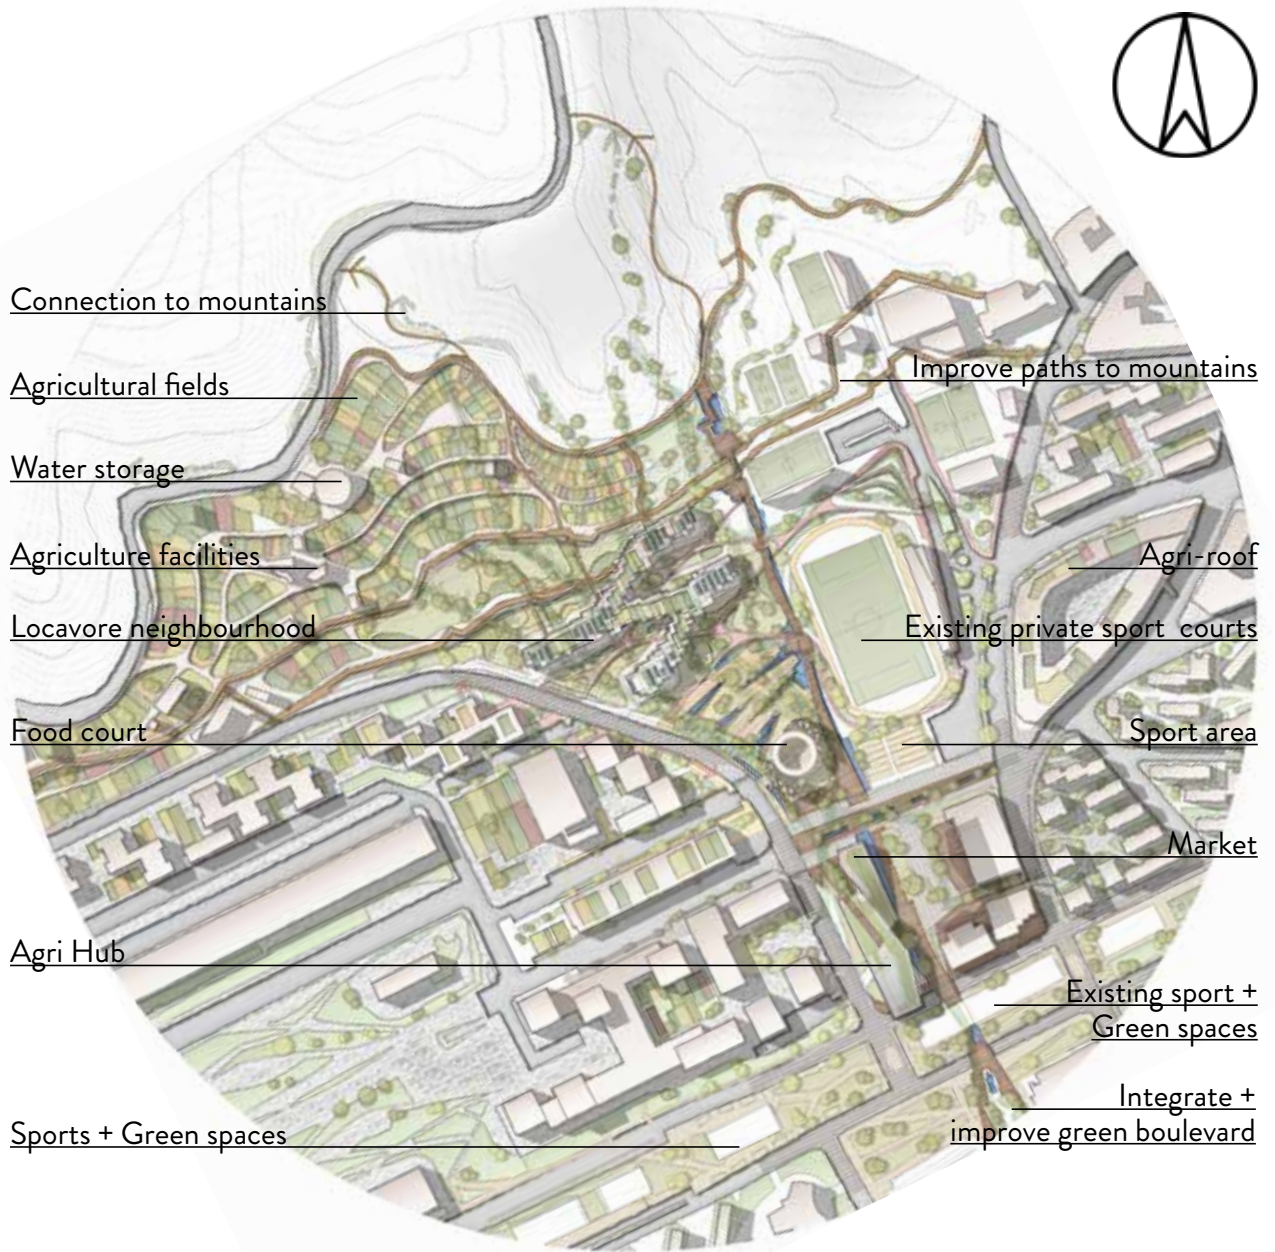 Connection to mountains
Agricultural fields
Water storage
Agriculture facilities
Locavore neighbourhood
Food court
Agri Hub
Sports + Green spaces
Improve paths to mountains
Agri-roof
Existing private sport courts
Sport area
Market
Existing sport +
Green spaces
Integrate +
improve green boulevard